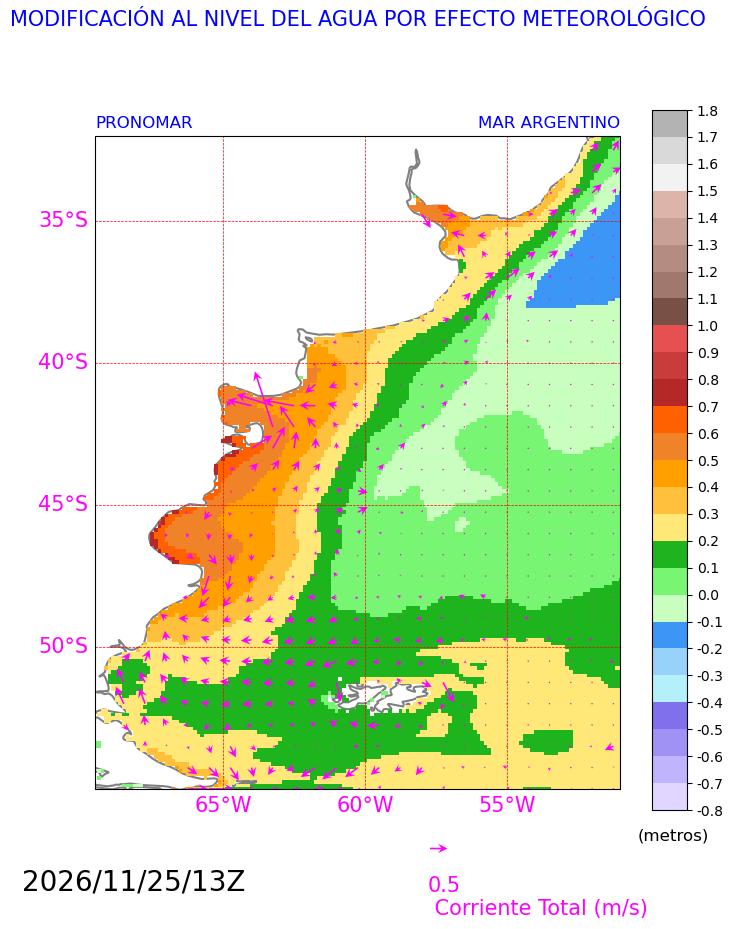 MODIFICACIÓN AL NIVEL DEL AGUA POR EFECTO METEOROLÓGICO
PRONOMAR
MAR ARGENTINO
35°S
40°S
45°S
50°S
65°W
60°W
55°W
1.8
1.7
1.6
1.5
1.4
1.3
1.2
1.1
1.0
0.9
0.8
0.7
0.6
0.5
0.4
0.3
0.2
0.1
0.0
-0.1
-0.2
-0.3
-0.4
-0.5
-0.6
-0.7
-0.8
(metros)
2026/11/25/13Z
0.5
Corriente Total (m/s)